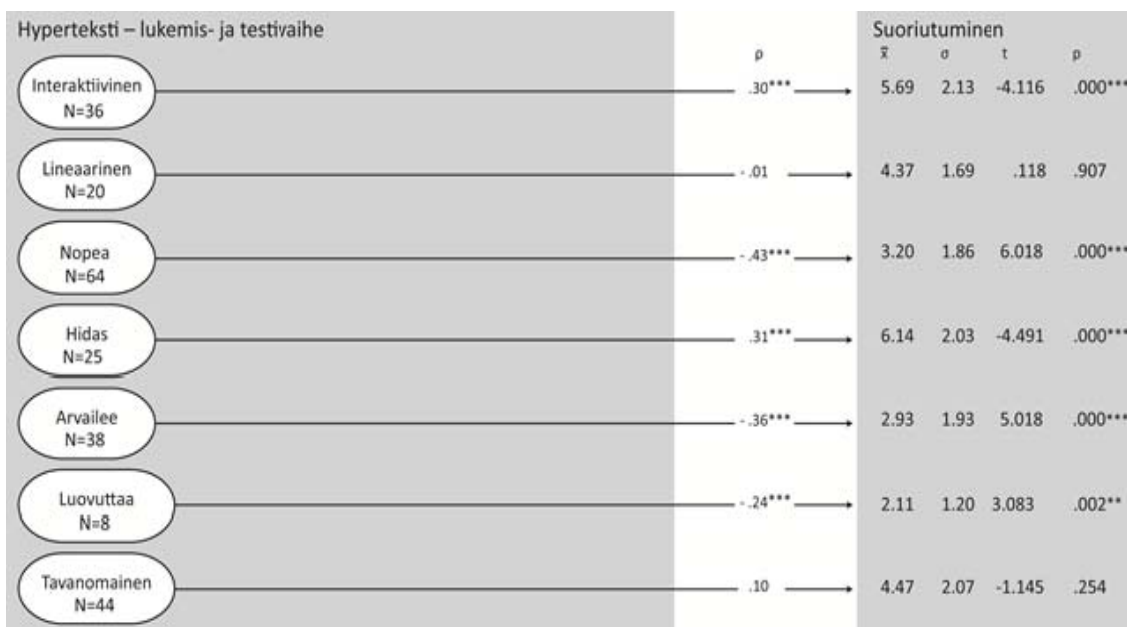 Hyperteksti – lukemis- ja testivaihe
Suoriutuminen
ρ
x̄ σ t p
Interaktiivinen
N=36
.30*** 5.69 2.13 -4.116 .000***
Lineaarinen
N=20
- .01 4.37 1.69 .118 .907
Nopea
N=64
- .43*** 3.20 1.86 6.018 .000***
Hidas
N=25
.31*** 6.14 2.03 -4.491 .000***
Arvailee
N=38
- .36*** 2.93 1.93 5.018 .000***
Luovuttaa
N=8
- .24*** 2.11 1.20 3.083 .002**
Tavanomainen
N=44
.10 4.47 2.07 -1.145 .254